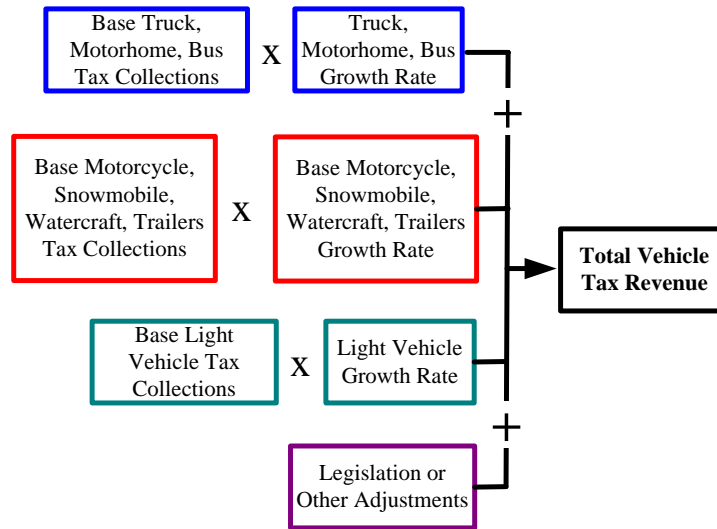 Base Truck,
Motorhome, Bus
Tax Collections
x
Truck,
Motorhome, Bus
Growth Rate
+
Base Motorcycle,
Snowmobile,
Watercraft, Trailers
Tax Collections
x
Base Motorcycle,
Snowmobile,
Watercraft, Trailers
Growth Rate
Total Vehicle
Tax Revenue
Base Light
Vehicle Tax
Collections
x
Light Vehicle
Growth Rate
+
Legislation or
Other Adjustments